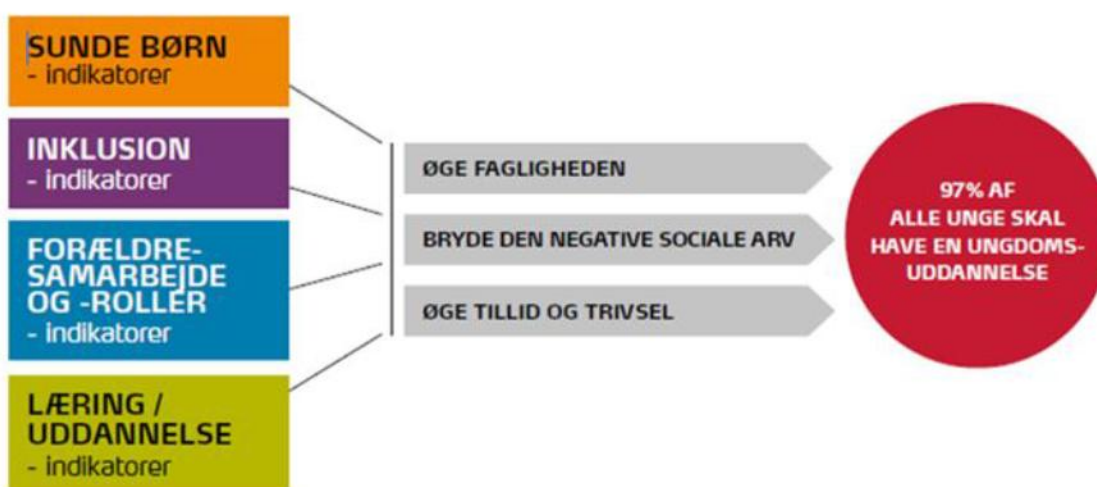 SUNDE BØRN
- indikatorer
INKLUSION
- indikatorer
FORÆLDRE-
SAMARBEJDE
OG -ROLLER
- indikatorer
LÆRING /
UDDANNELSE
- indikatorer
ØGE FAGLIGHEDEN
BRYDE DEN NEGATIVE SOCIALE ARV
ØGE TILLID OG TRIVSEL
97% AF
ALLE UNGE SKAL
HAVE EN UNGDOMS-
UDDANNELSE